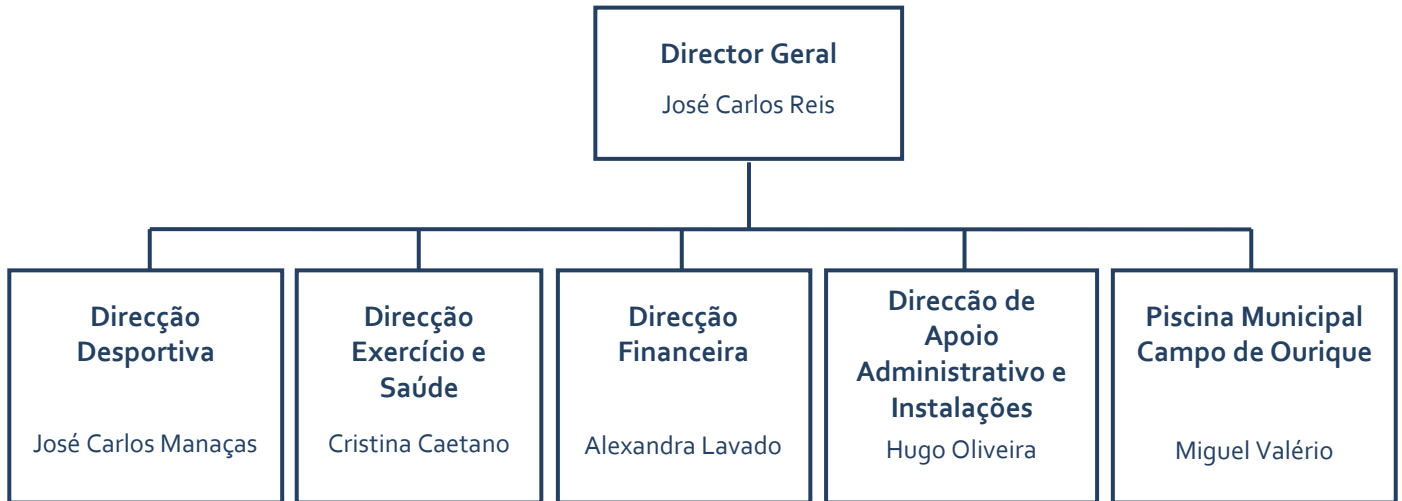 Director Geral
José Carlos Reis
Direcção
Desportiva
José Carlos Manaças
Direcção
Exercício e
Saúde
Cristina Caetano
Direcção
Financeira
Alexandra Lavado
Direccão de
Apoio
Administrativo e
Instalações
Hugo Oliveira
Piscina Municipal
Campo de Ourique
Miguel Valério